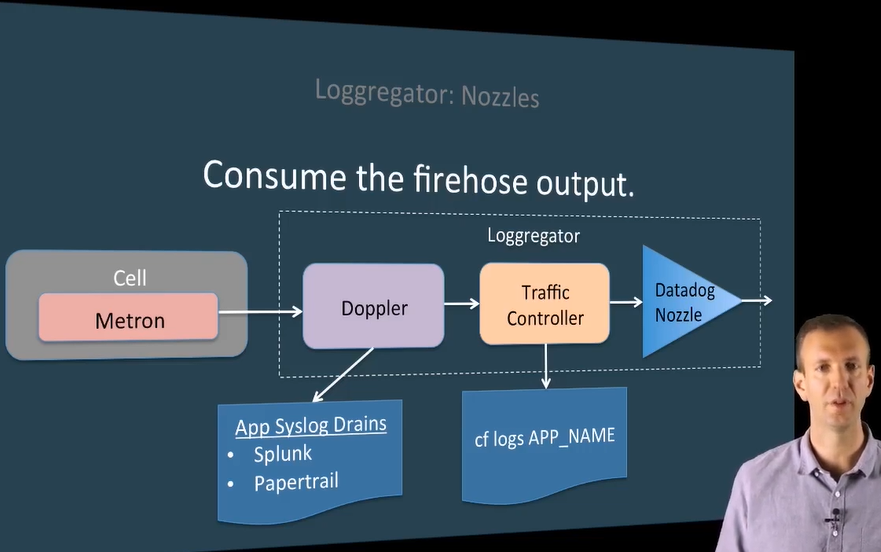 Loggregator: Nozzles
Consume the firehose output.
Loggregator
Cell
Metron
Doppler
Traffic
Controller
Datadog
Nozzle
App Syslog Drains
• Splunk
• Papertrail
cf logs APP_NAME